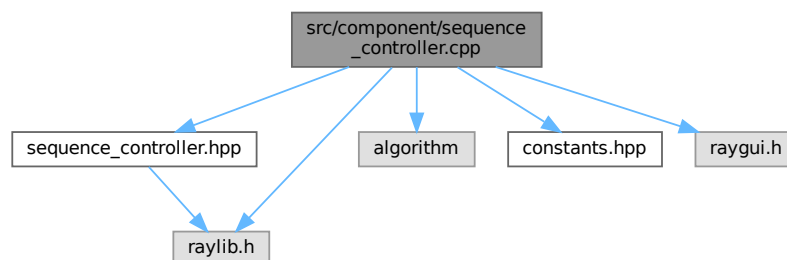 src/component/sequence
_controller.cpp
sequence_controller.hpp
algorithm
constants.hpp
raygui.h
raylib.h